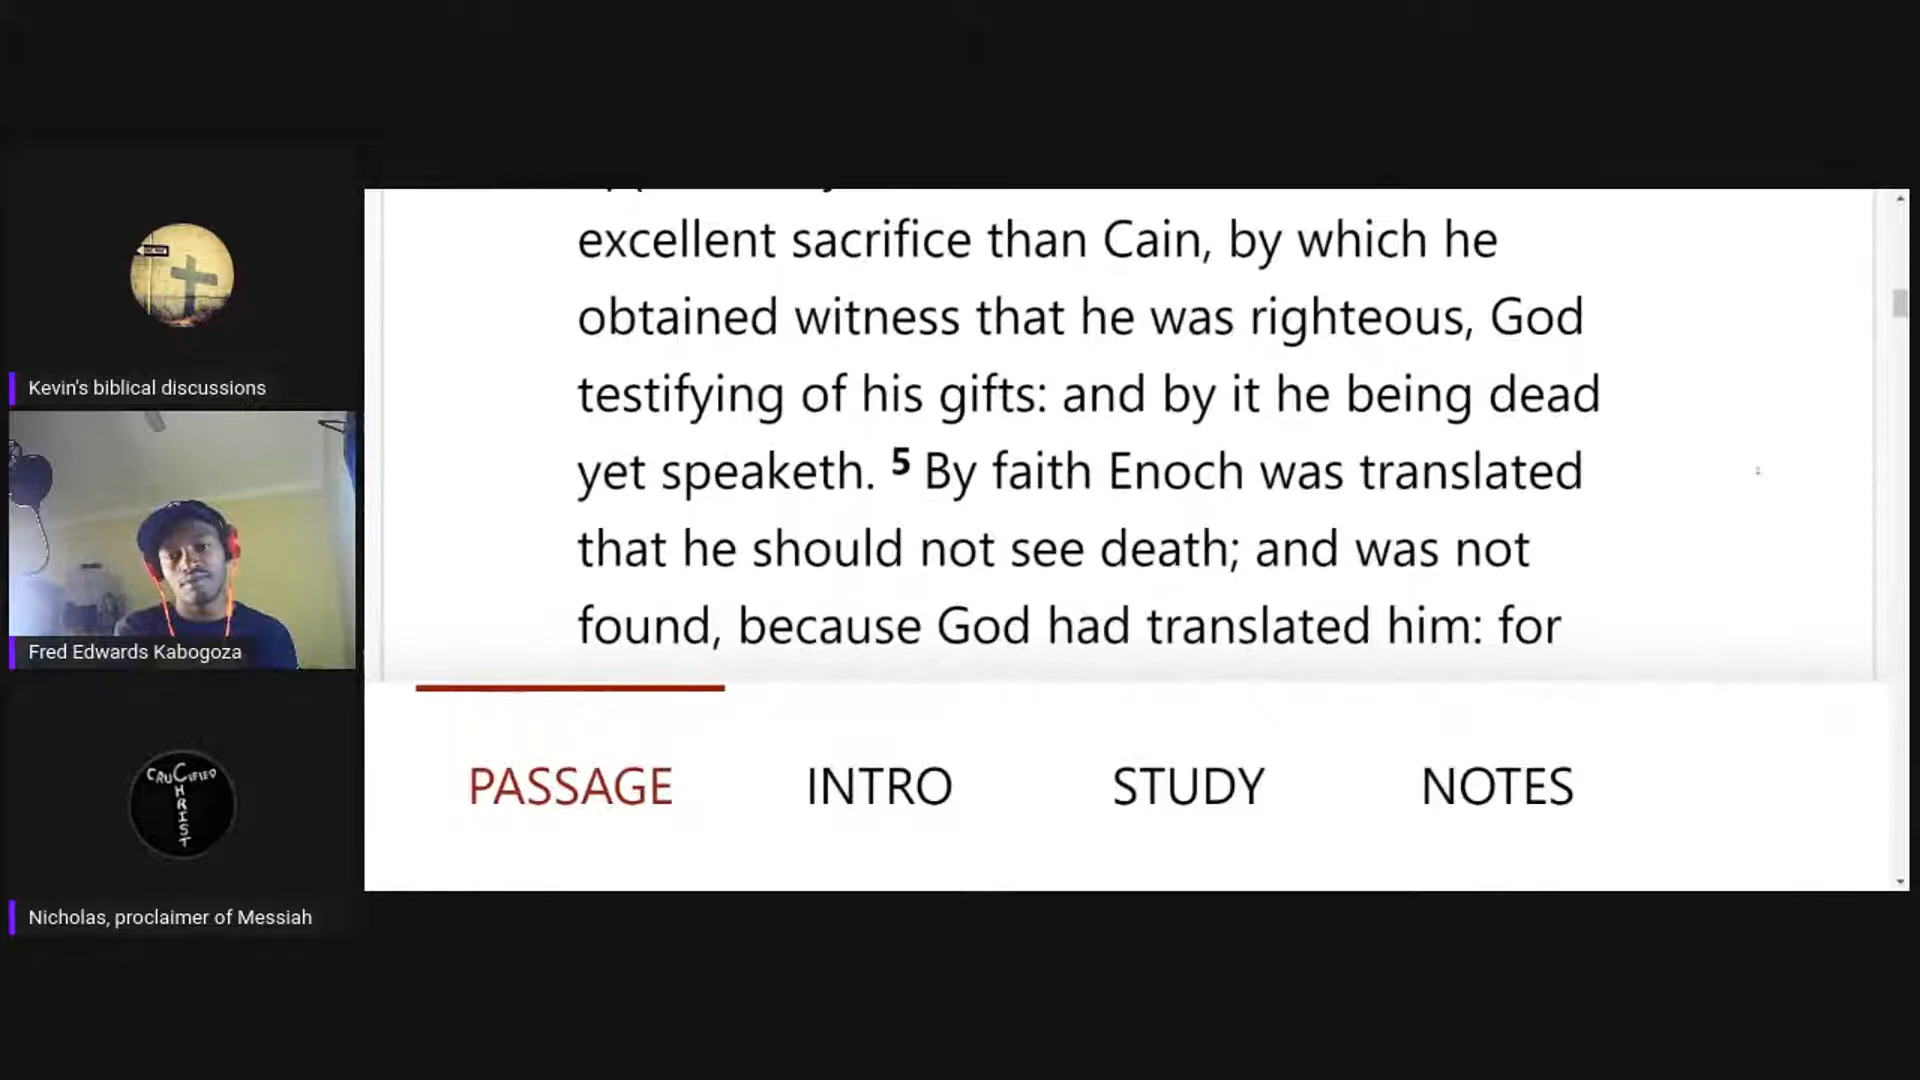 Kevin's biblical discussions
Fred Edwards Kabogoza
CRUCIFIED
CHRIST
Nicholas, proclaimer of Messiah
excellent sacrifice than Cain, by which he
obtained witness that he was righteous, God
testifying of his gifts: and by it he being dead
yet speaketh. 5 By faith Enoch was translated
that he should not see death; and was not
found, because God had translated him: for
PASSAGE
INTRO
STUDY
NOTES